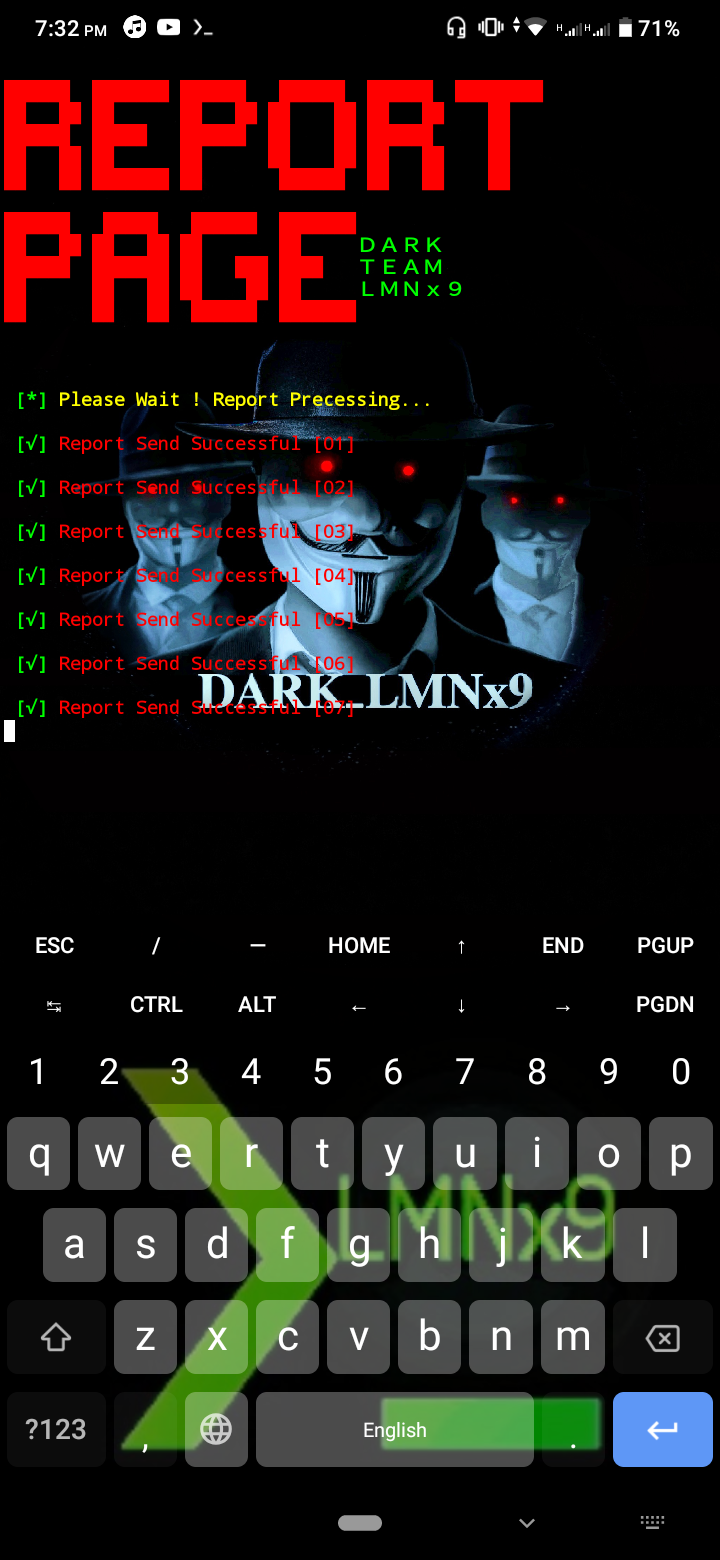 7:32 PM 71%
REPORT
PAGE
DARK
TEAM
LMNx9
[*] Please Wait ! Report Precessing...
[√] Report Send Successful [01]
[√] Report Send Successful [02]
[√] Report Send Successful [03]
[√] Report Send Successful [04]
[√] Report Send Successful [05]
[√] Report Send Successful [06]
DARK_LMNx9
[√] Report Send Successful [07]
ESC / — HOME ↑ END PGUP
⇆ CTRL ALT ← ↓ → PGDN
1 2 3 4 5 6 7 8 9 0
q w e r t y u i o p
LMNx9
a s d f g h j k l
z x c v b n m
?123 , English .